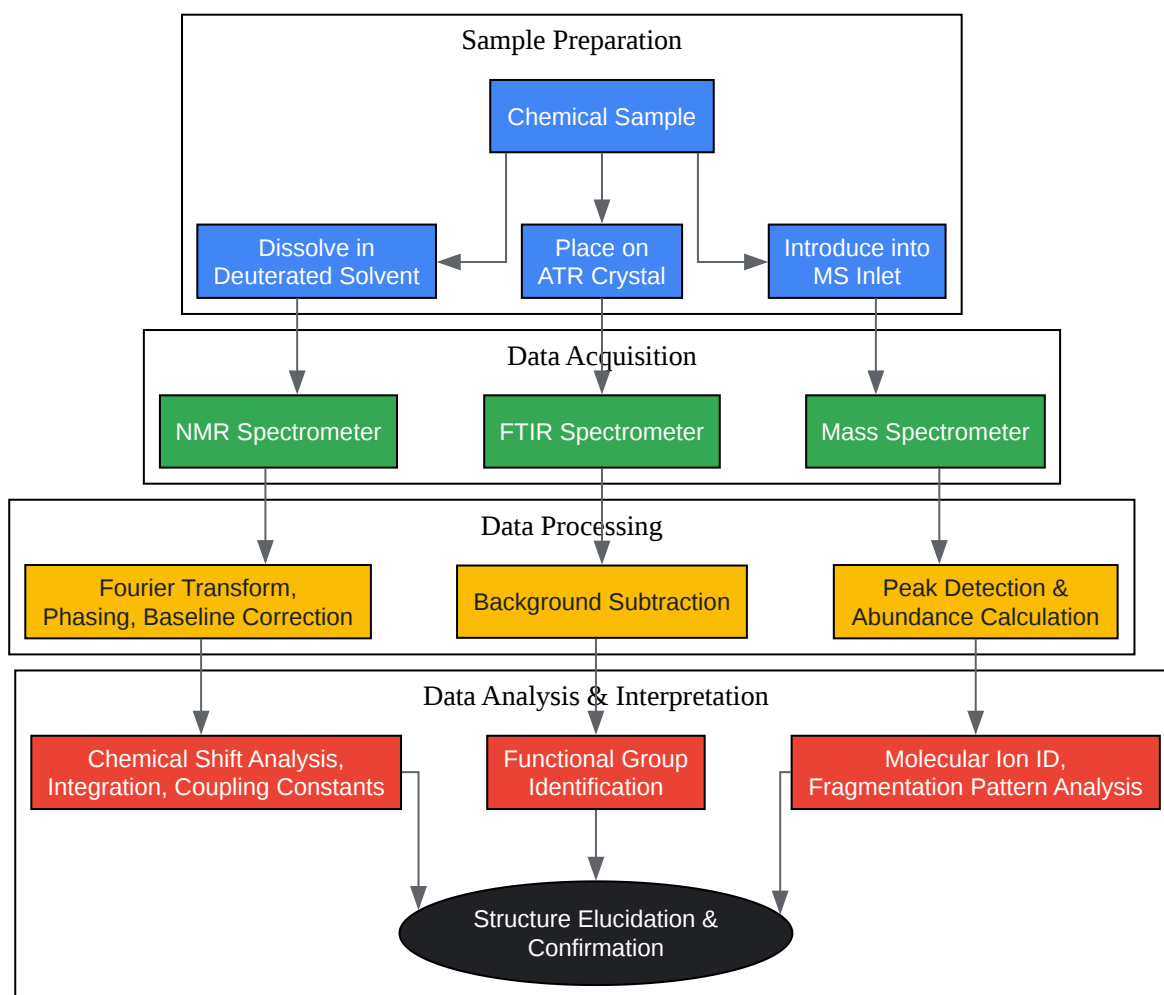 Sample Preparation
Chemical Sample
Dissolve in
Deuterated Solvent
Place on
ATR Crystal
Introduce into
MS Inlet
Data Acquisition
NMR Spectrometer
FTIR Spectrometer
Mass Spectrometer
Data Processing
Fourier Transform,
Phasing, Baseline Correction
Background Subtraction
Peak Detection &
Abundance Calculation
Data Analysis & Interpretation
Chemical Shift Analysis,
Integration, Coupling Constants
Functional Group
Identification
Molecular Ion ID,
Fragmentation Pattern Analysis
Structure Elucidation &
Confirmation